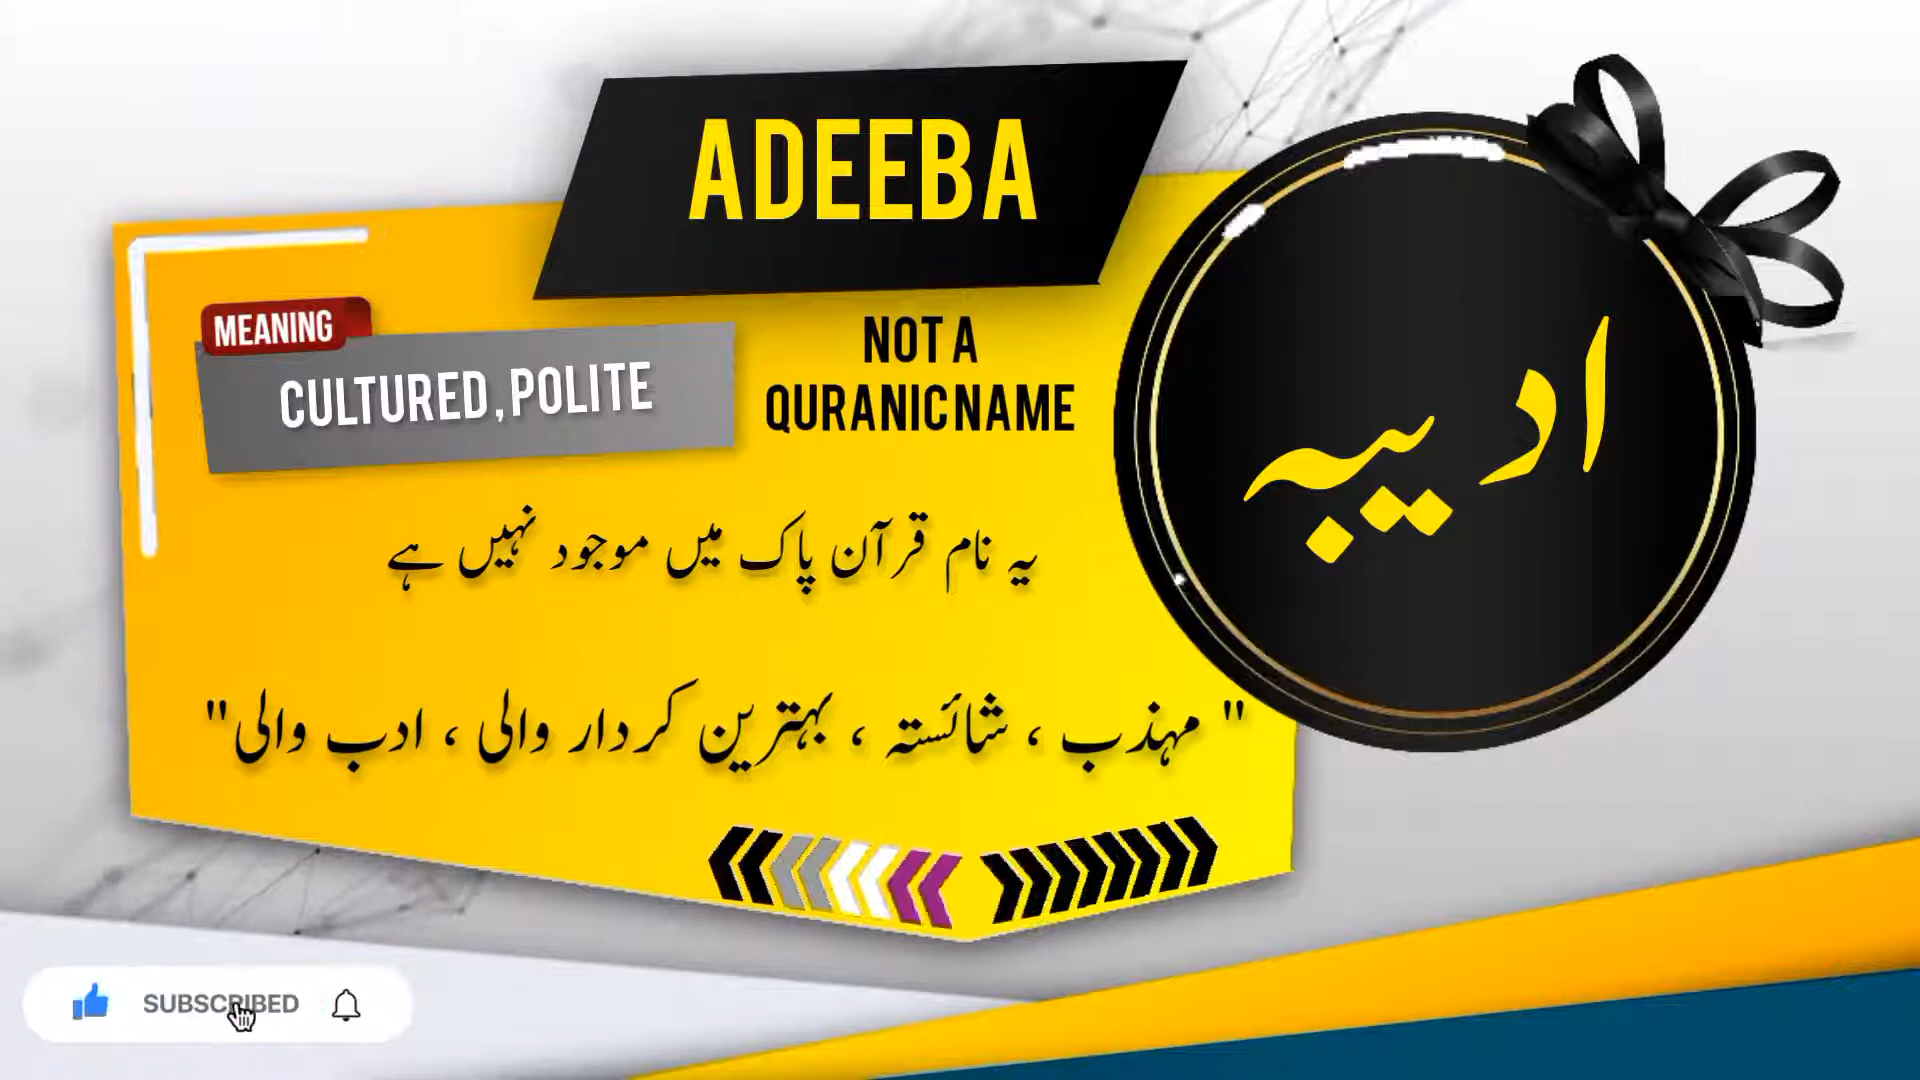 ADEEBA
MEANING
CULTURED, POLITE
NOT A
QURANIC NAME
ادیبہ
یہ نام قرآن پاک میں موجود نہیں ہے
" مہذب ، شائستہ ، بہترین کردار والی ، ادب والی"
SUBSCRIBED